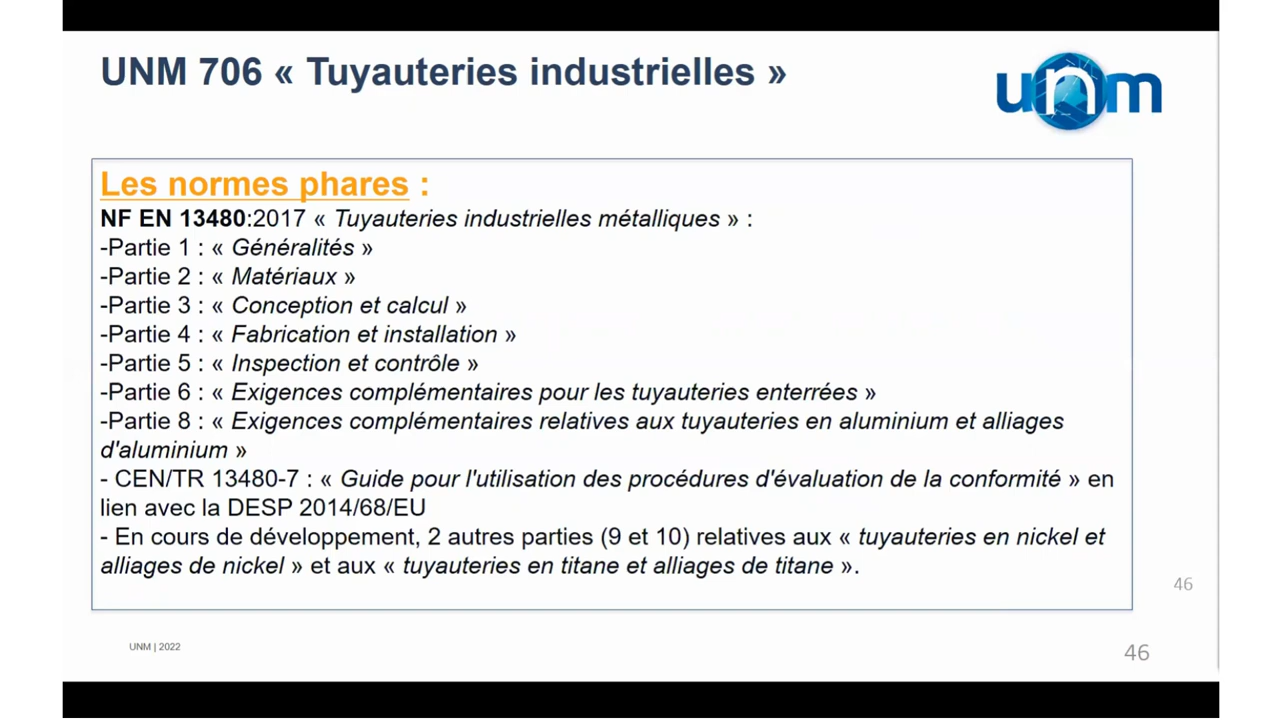 UNM 706 « Tuyauteries industrielles »
unm
Les normes phares :
NF EN 13480:2017 « Tuyauteries industrielles métalliques » :
-Partie 1 : « Généralités »
-Partie 2 : « Matériaux »
-Partie 3 : « Conception et calcul »
-Partie 4 : « Fabrication et installation »
-Partie 5 : « Inspection et contrôle »
-Partie 6 : « Exigences complémentaires pour les tuyauteries enterrées »
-Partie 8 : « Exigences complémentaires relatives aux tuyauteries en aluminium et alliages
d'aluminium »
- CEN/TR 13480-7 : « Guide pour l'utilisation des procédures d'évaluation de la conformité » en
lien avec la DESP 2014/68/EU
- En cours de développement, 2 autres parties (9 et 10) relatives aux « tuyauteries en nickel et
alliages de nickel » et aux « tuyauteries en titane et alliages de titane ».
46
UNM | 2022
46